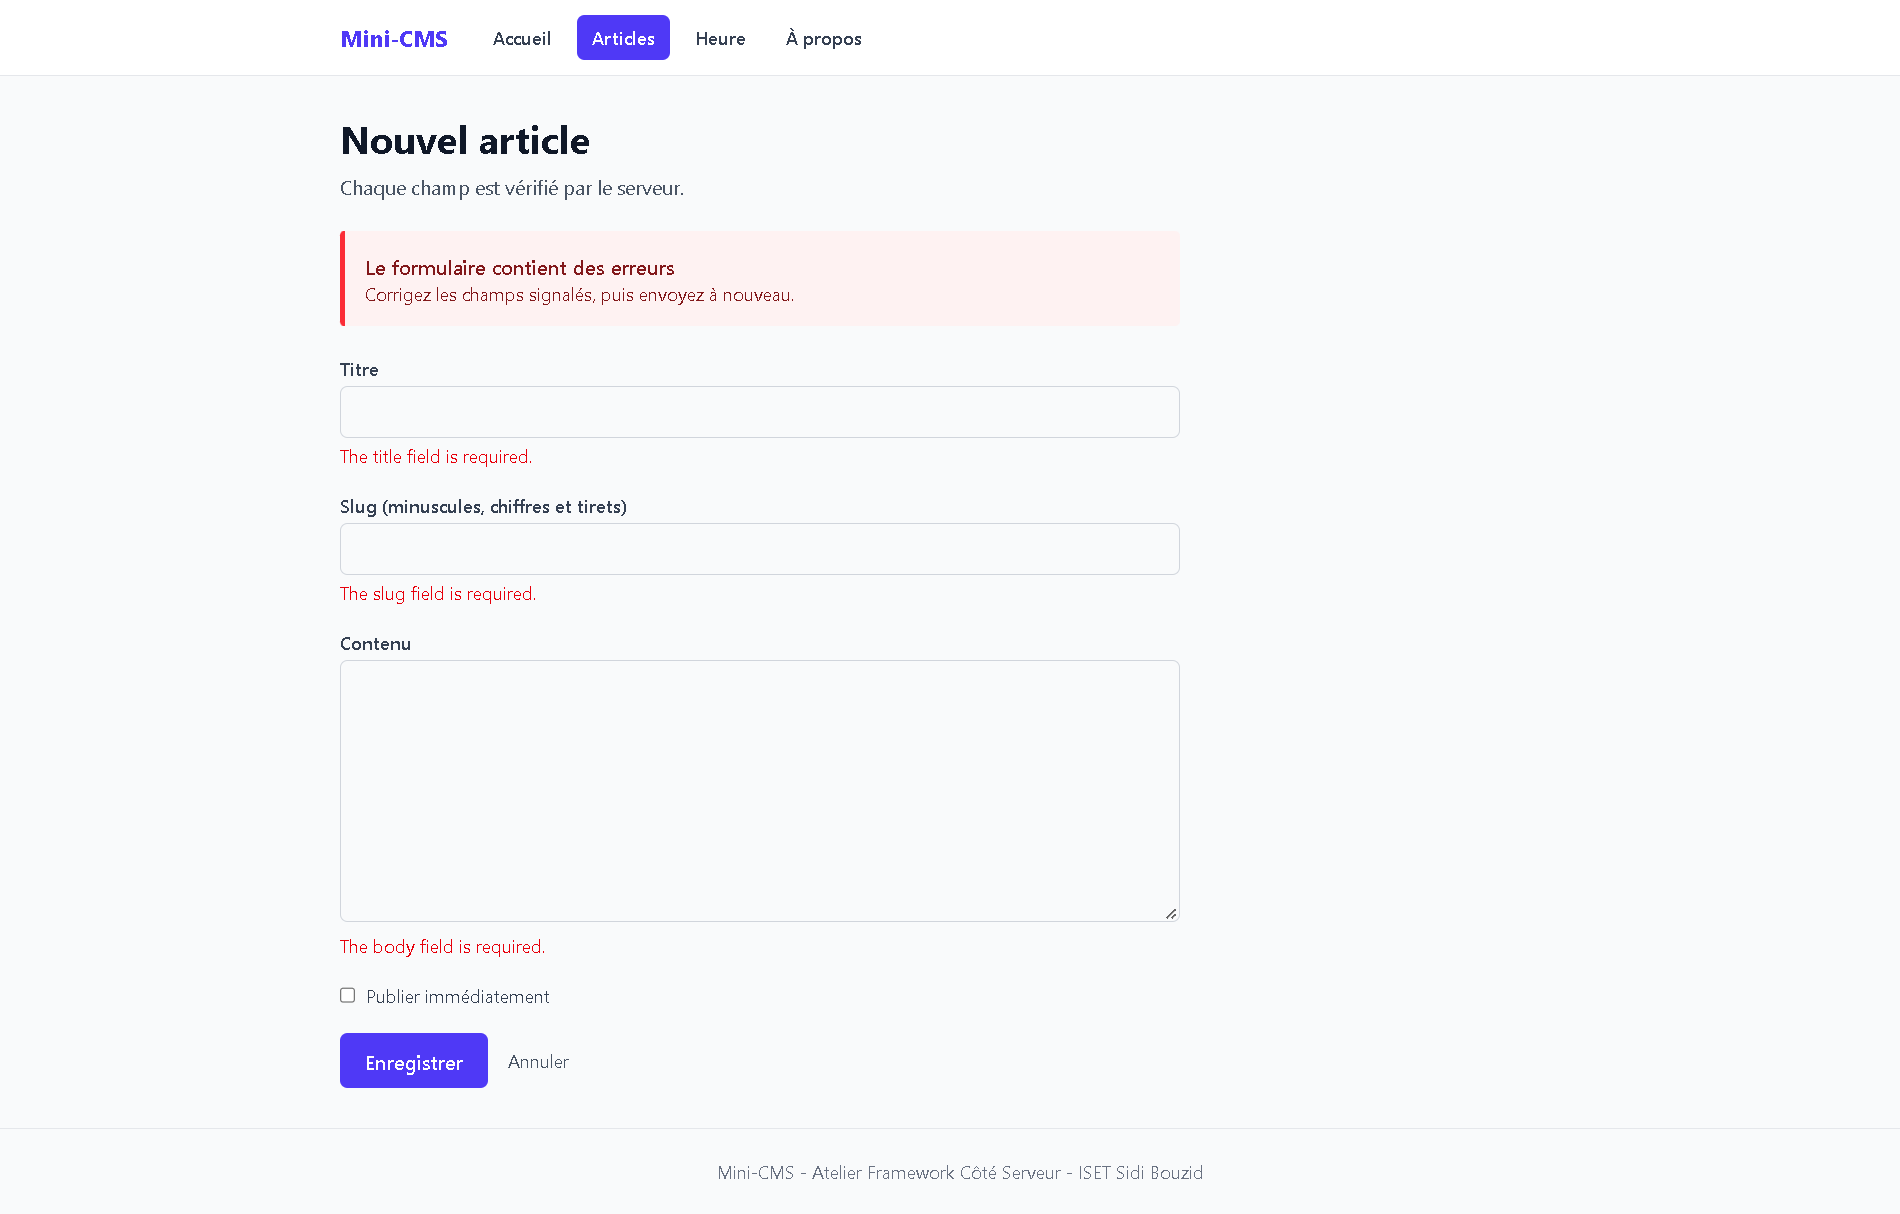 Mini-CMS Accueil Articles Heure À propos
Nouvel article
Chaque champ est vérifié par le serveur.
Le formulaire contient des erreurs
Corrigez les champs signalés, puis envoyez à nouveau.
Titre
The title field is required.
Slug (minuscules, chiffres et tirets)
The slug field is required.
Contenu
The body field is required.
Publier immédiatement
Enregistrer Annuler
Mini-CMS - Atelier Framework Côté Serveur - ISET Sidi Bouzid